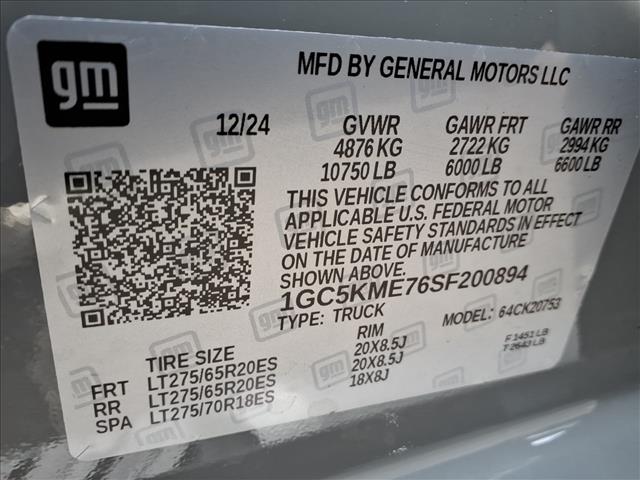 gm
MFD BY GENERAL MOTORS LLC
12/24 GVWR GAWR FRT GAWR RR
4876 KG 2722 KG 2994 KG
10750 LB 6000 LB 6600 LB
THIS VEHICLE CONFORMS TO ALL
APPLICABLE U.S. FEDERAL MOTOR
VEHICLE SAFETY STANDARDS IN EFFECT
ON THE DATE OF MANUFACTURE
SHOWN ABOVE.
1GC5KME76SF200894
TYPE: TRUCK MODEL: 64CK20753
TIRE SIZE RIM F 1451 LB
FRT LT275/65R20ES 20X8.5J T 2643 LB
RR LT275/65R20ES 20X8.5J
SPA LT275/70R18ES 18X8J